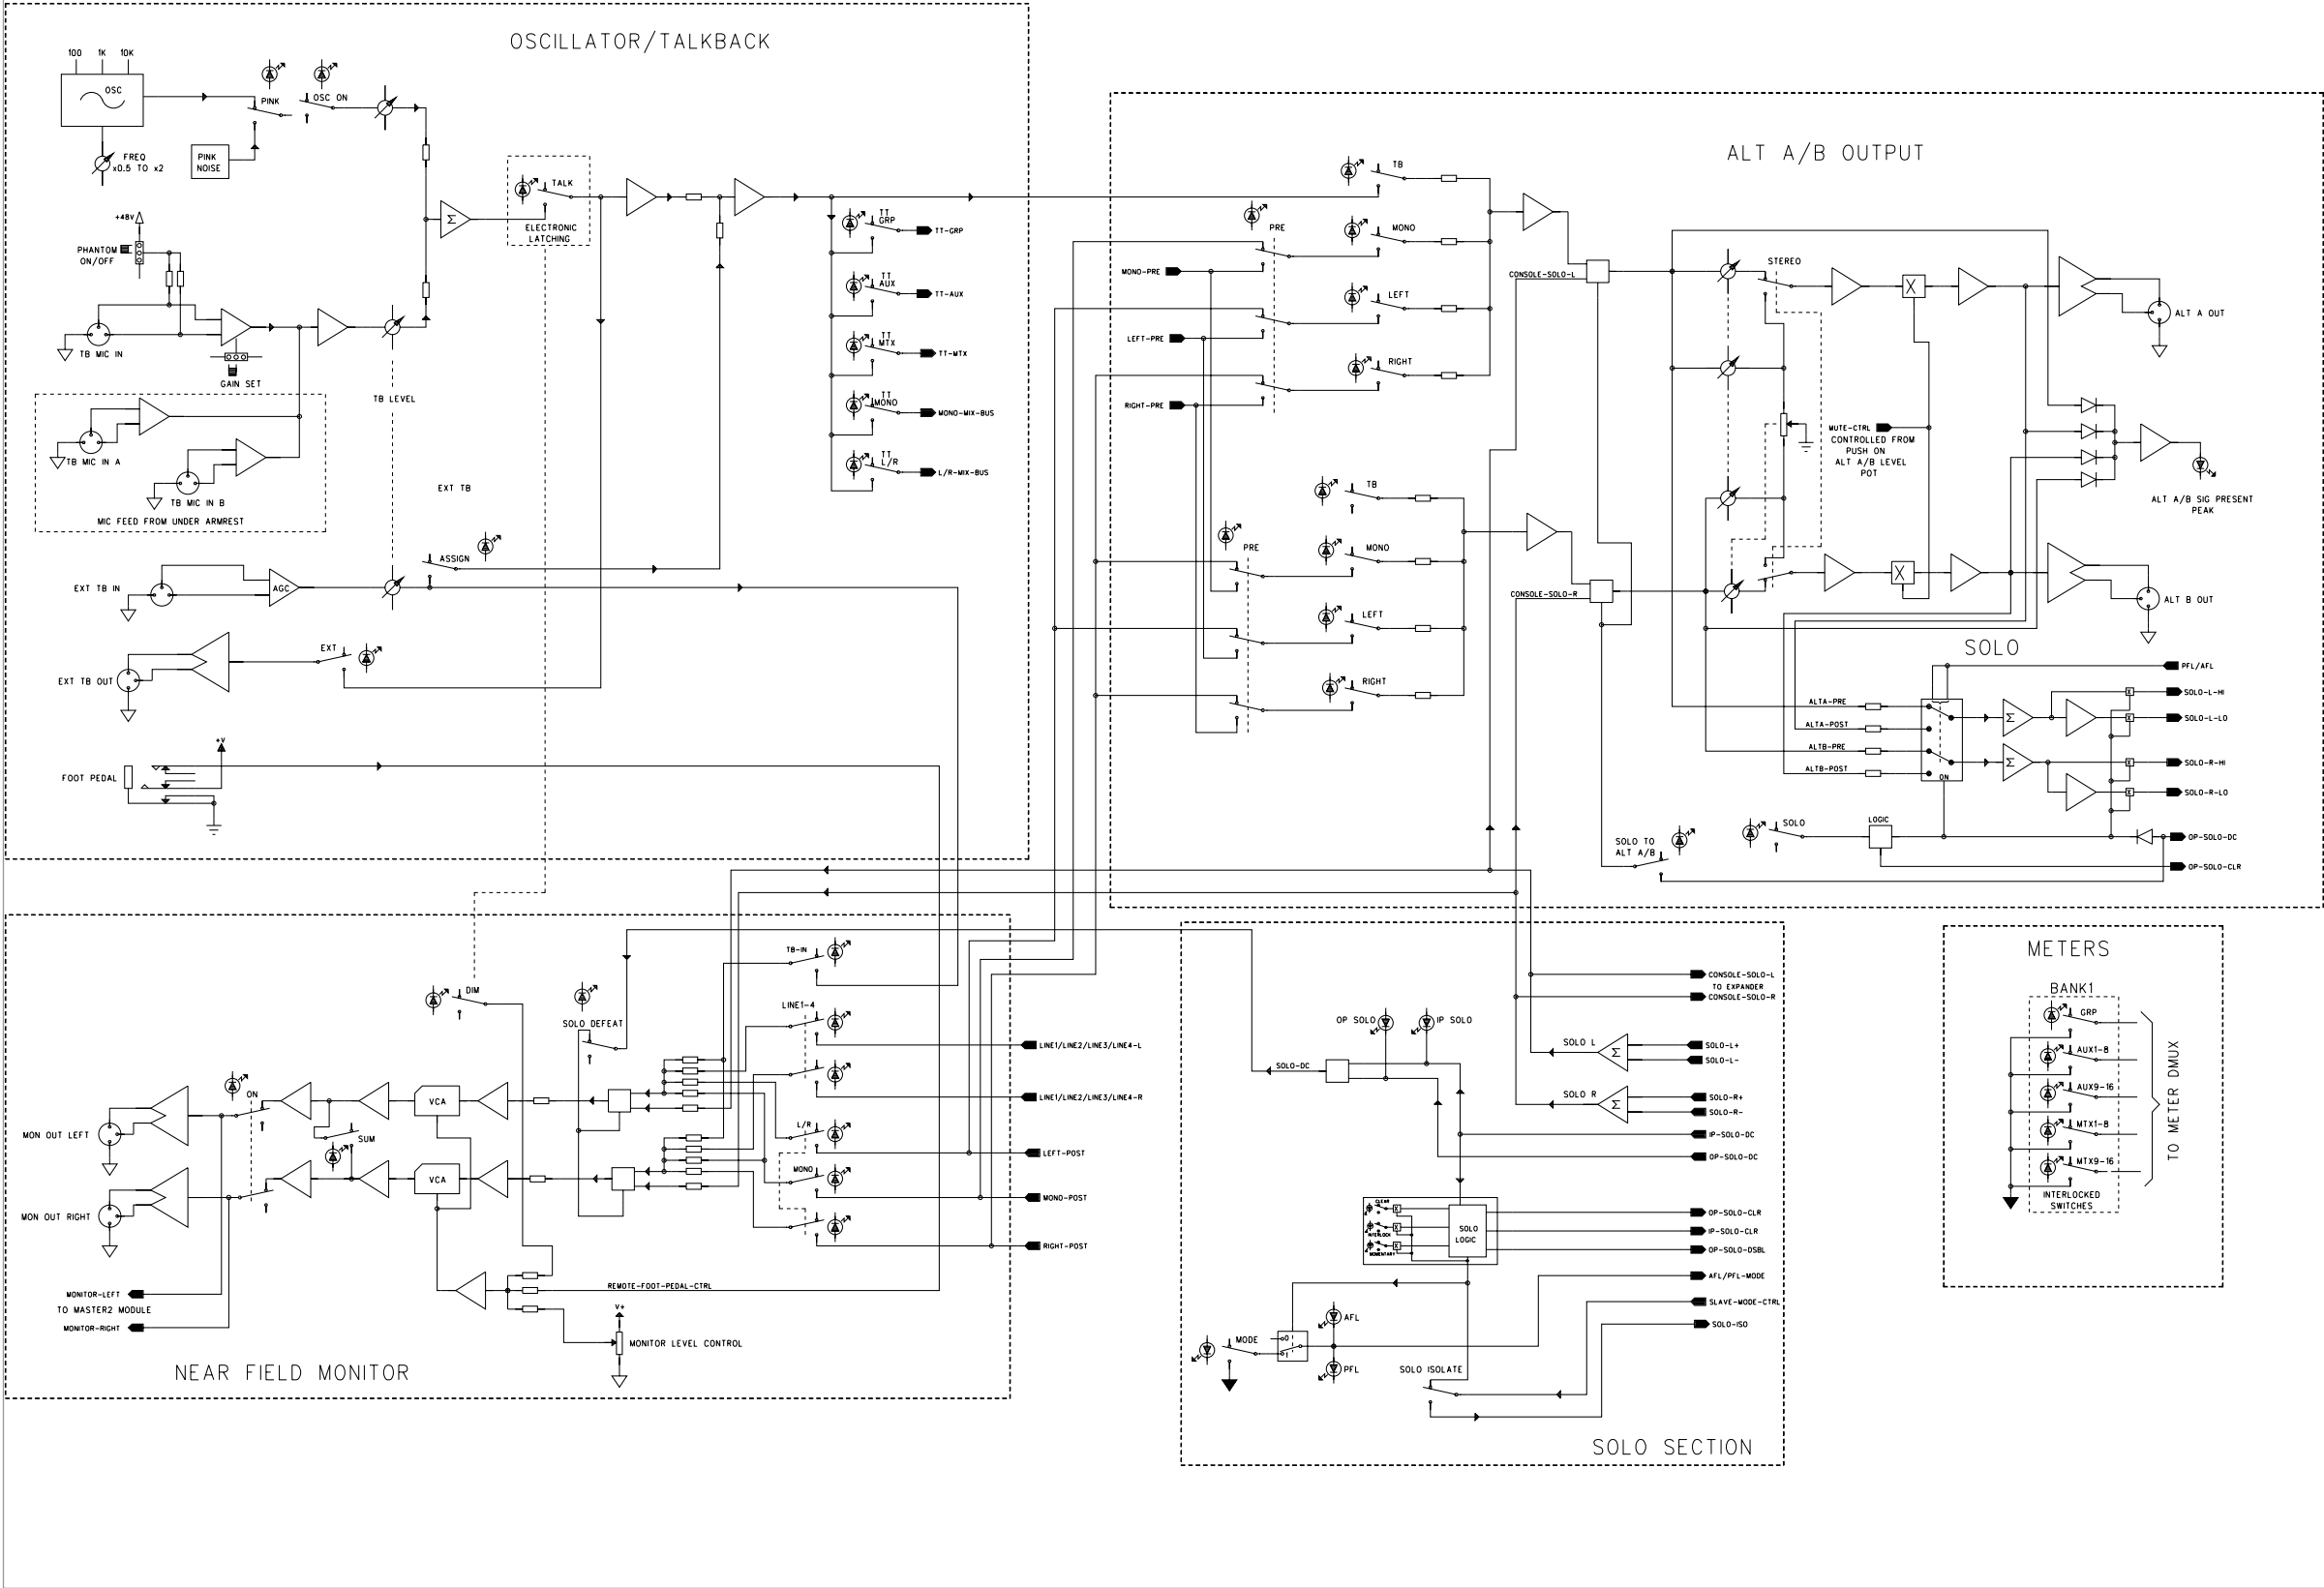 OSCILLATOR/TALKBACK
100 1K 10K
OSC
PINK
OSC ON
FREQ
x0.5 TO x2
PINK
NOISE
+48V
PHANTOM
ON/OFF
TB MIC IN
GAIN SET
Σ
TALK
ELECTRONIC
LATCHING
TB LEVEL
TB MIC IN A
TB MIC IN B
MIC FEED FROM UNDER ARMREST
EXT TB
ASSIGN
EXT TB IN
AGC
EXT TB OUT
EXT
FOOT PEDAL
+V
TT
GRP
TT-GRP
TT
AUX
TT-AUX
TT
MTX
TT-MTX
TT
MONO
MONO-MIX-BUS
TT
L/R
L/R-MIX-BUS
ALT A/B OUTPUT
TB
PRE
MONO
MONO-PRE
LEFT
LEFT-PRE
RIGHT
RIGHT-PRE
TB
PRE
MONO
LEFT
RIGHT
CONSOLE-SOLO-L
CONSOLE-SOLO-R
STEREO
X
ALT A OUT
MUTE-CTRL
CONTROLLED FROM
PUSH ON
ALT A/B LEVEL
POT
ALT A/B SIG PRESENT
PEAK
X
ALT B OUT
SOLO
PFL/AFL
ALTA-PRE
ALTA-POST
ALTB-PRE
ALTB-POST
ON
Σ
Σ
X
X
X
X
SOLO-L-HI
SOLO-L-LO
SOLO-R-HI
SOLO-R-LO
SOLO TO
ALT A/B
SOLO
LOGIC
OP-SOLO-DC
OP-SOLO-CLR
NEAR FIELD MONITOR
DIM
SOLO DEFEAT
TB-IN
LINE1-4
LINE1/LINE2/LINE3/LINE4-L
LINE1/LINE2/LINE3/LINE4-R
L/R
LEFT-POST
MONO
MONO-POST
RIGHT-POST
ON
SUM
VCA
VCA
MON OUT LEFT
MON OUT RIGHT
MONITOR-LEFT
TO MASTER2 MODULE
MONITOR-RIGHT
REMOTE-FOOT-PEDAL-CTRL
V+
MONITOR LEVEL CONTROL
SOLO SECTION
CONSOLE-SOLO-L
TO EXPANDER
CONSOLE-SOLO-R
OP SOLO
IP SOLO
SOLO-DC
SOLO L
Σ
SOLO-L+
SOLO-L-
SOLO R
Σ
SOLO-R+
SOLO-R-
IP-SOLO-DC
OP-SOLO-DC
CLEAR
X
INTERLOCK
X
MOMENTARY
X
SOLO
LOGIC
OP-SOLO-CLR
IP-SOLO-CLR
OP-SOLO-DSBL
AFL/PFL-MODE
SLAVE-MODE-CTRL
SOLO-ISO
MODE
0
1
AFL
PFL
SOLO ISOLATE
METERS
BANK1
GRP
AUX1-8
AUX9-16
MTX1-8
MTX9-16
INTERLOCKED
SWITCHES
TO METER DMUX